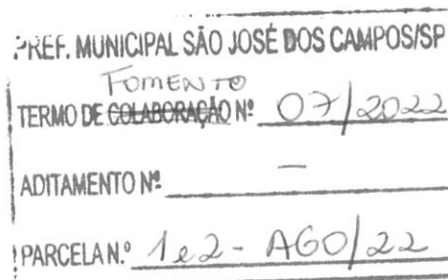 PREF. MUNICIPAL SÃO JOSÉ DOS CAMPOS/SP
FOMENTO
TERMO DE COLABORAÇÃO Nº 07/2022
ADITAMENTO Nº —
PARCELA N.º 1e2 - AGO/22